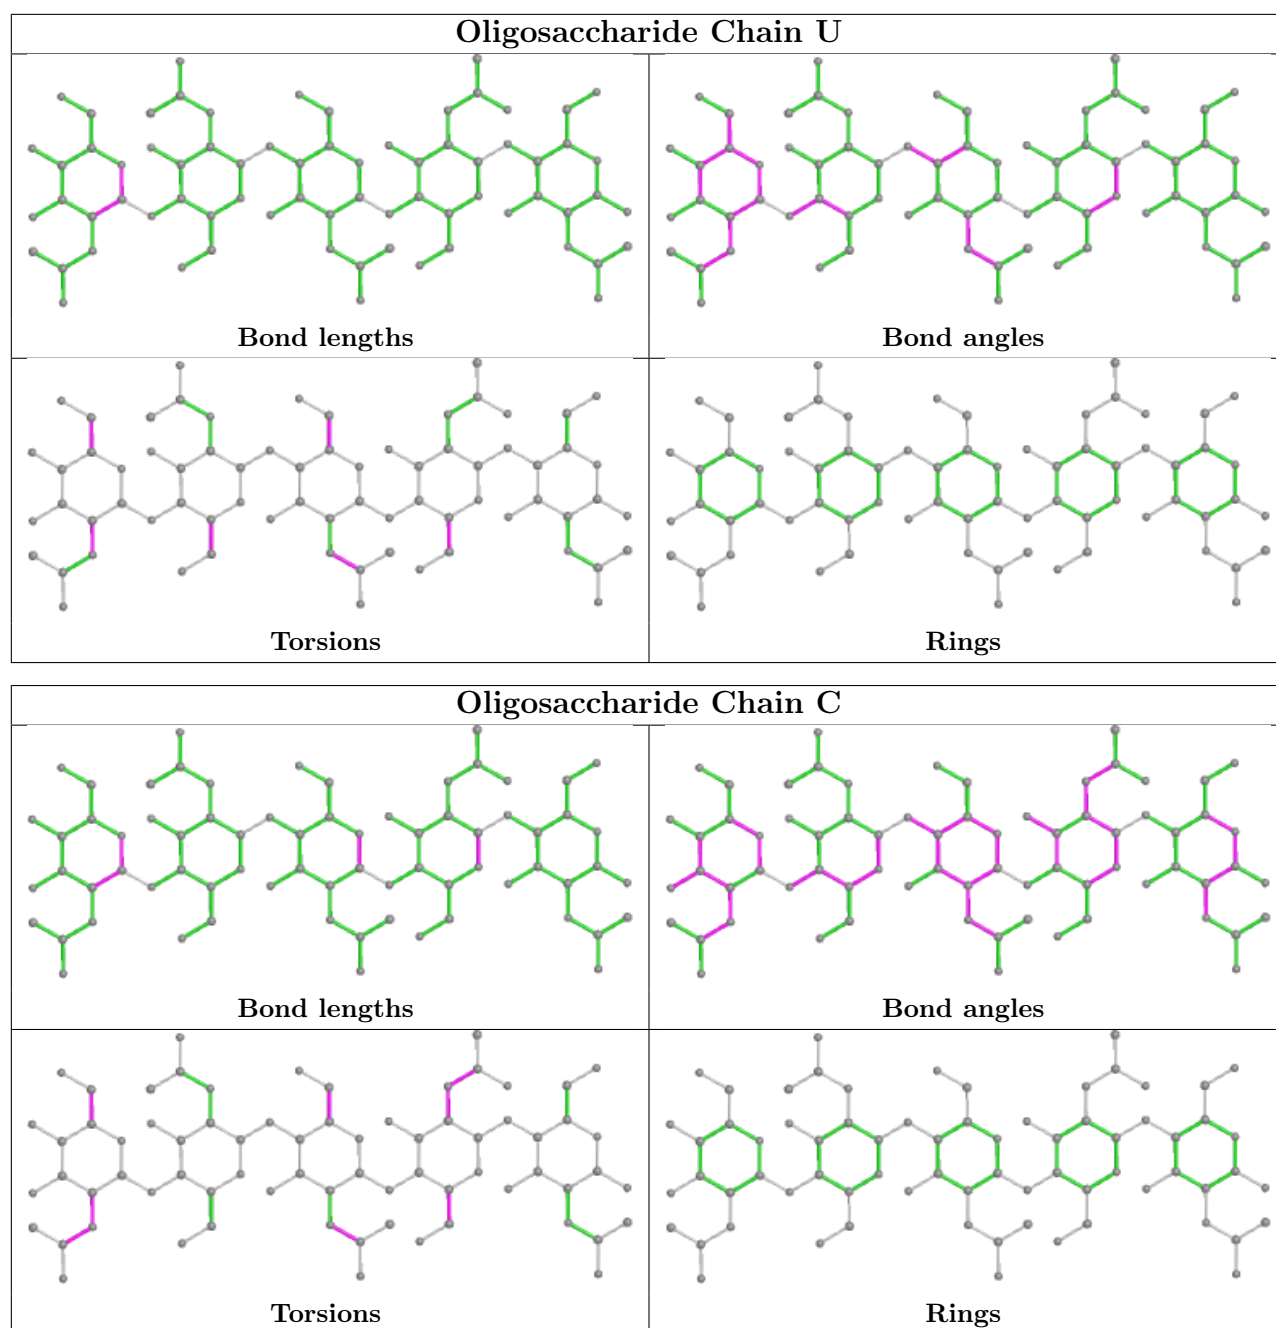 Oligosaccharide Chain U
Bond lengths
Bond angles
Torsions
Rings
Oligosaccharide Chain C
Bond lengths
Bond angles
Torsions
Rings